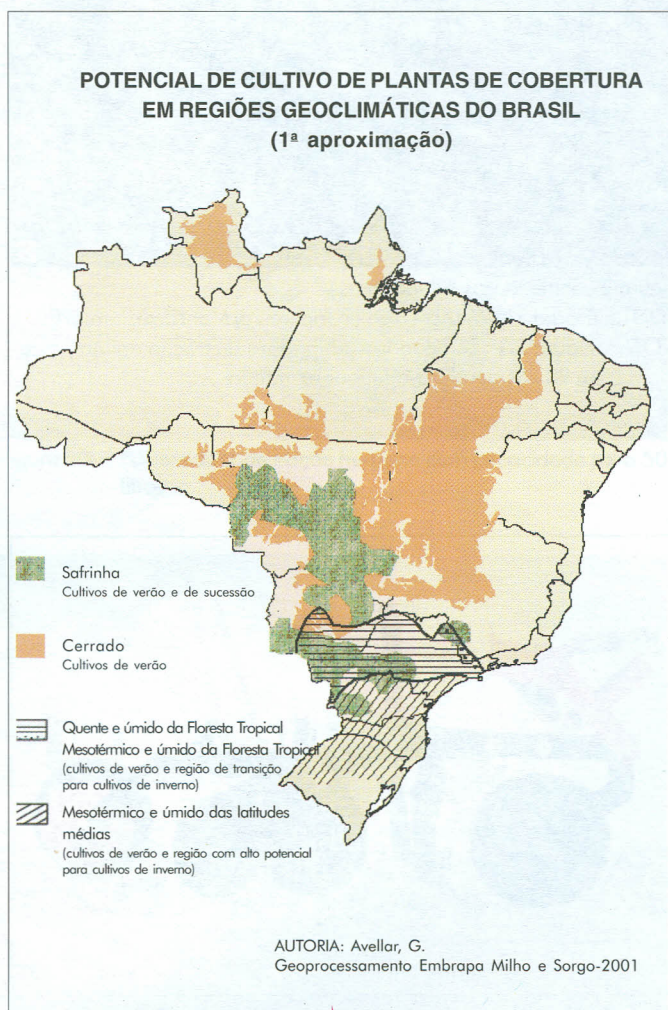 POTENCIAL DE CULTIVO DE PLANTAS DE COBERTURA
EM REGIÕES GEOCLIMÁTICAS DO BRASIL
(1ª aproximação)
Safrinha
Cultivos de verão e de sucessão
Cerrado
Cultivos de verão
Quente e úmido da Floresta Tropical
Mesotérmico e úmido da Floresta Tropical
(cultivos de verão e região de transição
para cultivos de inverno)
Mesotérmico e úmido das latitudes
médias
(cultivos de verão e região com alto potencial
para cultivos de inverno)
AUTORIA: Avellar, G.
Geoprocessamento Embrapa Milho e Sorgo-2001